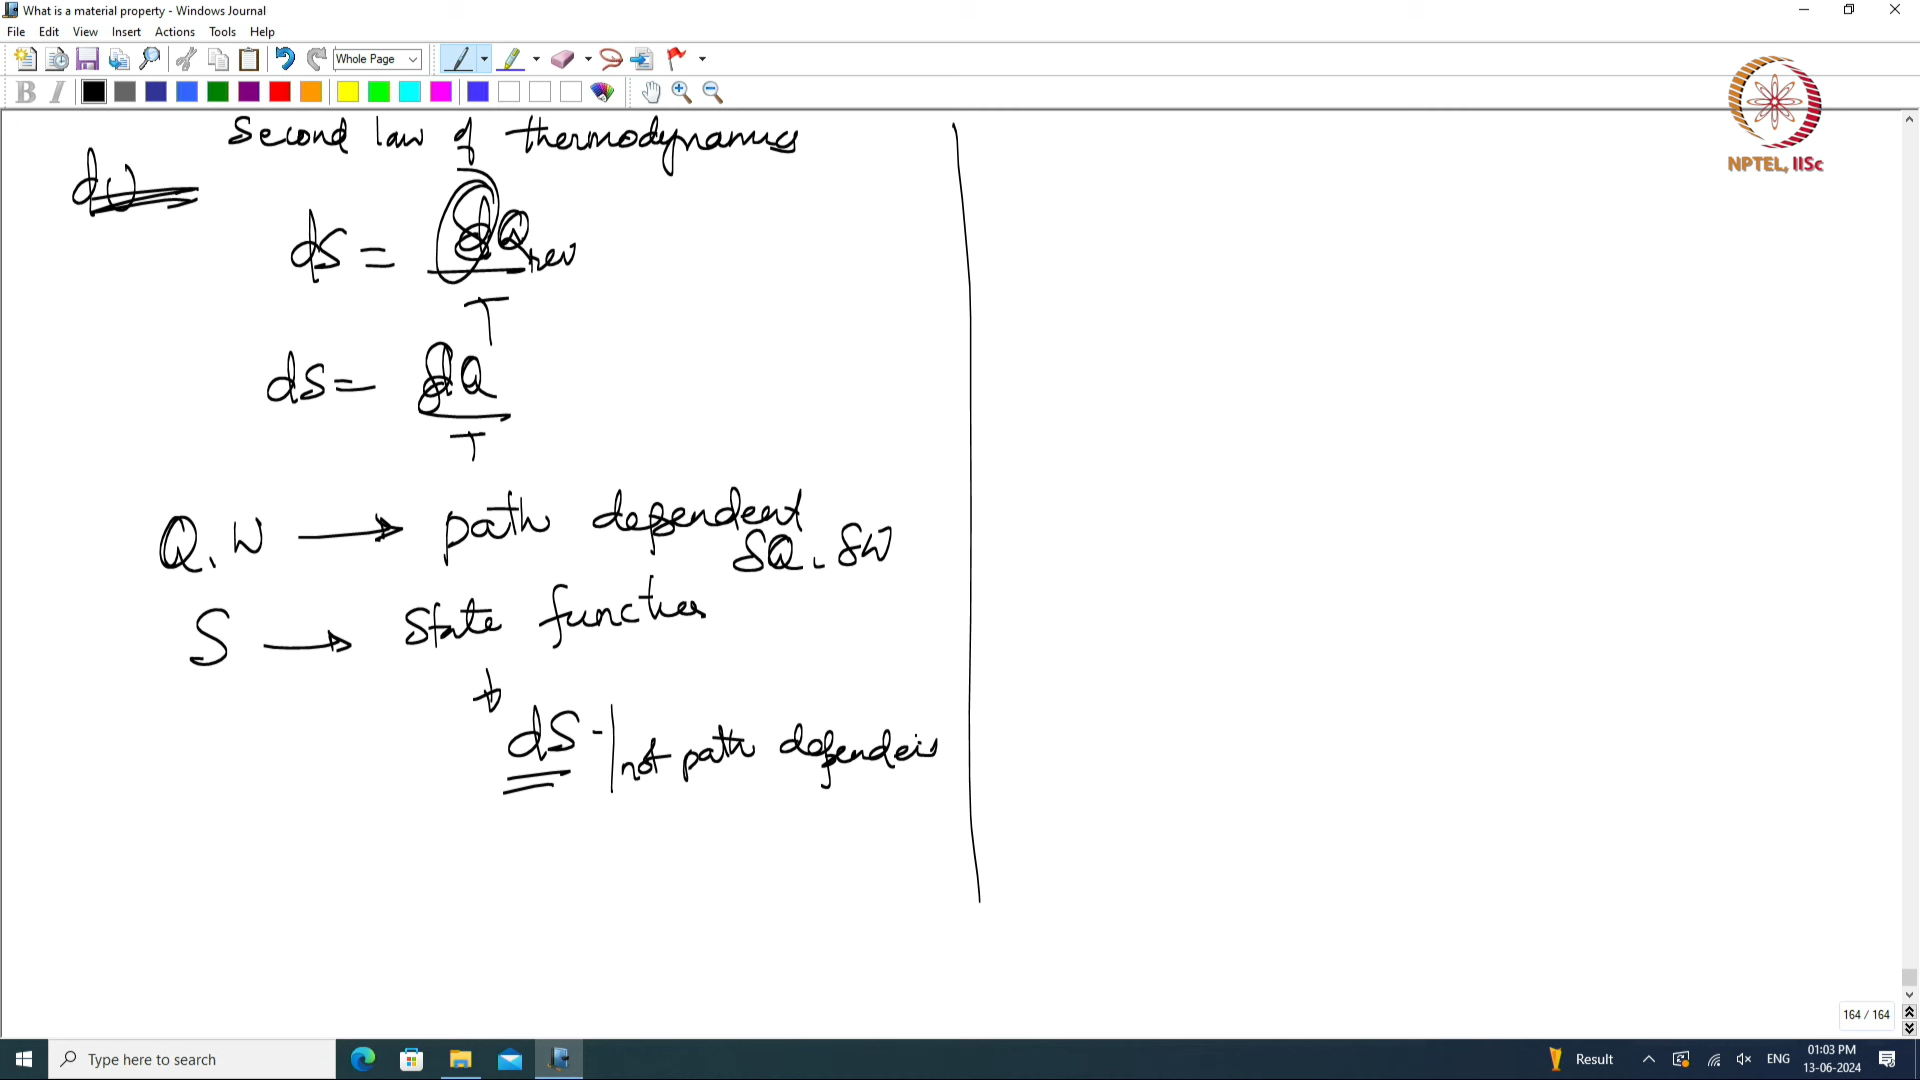 What is a material property - Windows Journal
File Edit View Insert Actions Tools Help
Whole Page
B I
NPTEL, IISc
Second law of thermodynamics
dS = δQrev
T
dS = δQ
T
Q, W → path dependent
δQ, δW
S → State function
dS - | not path dependent
164 / 164
Type here to search
Result
ENG
01:03 PM
13-06-2024